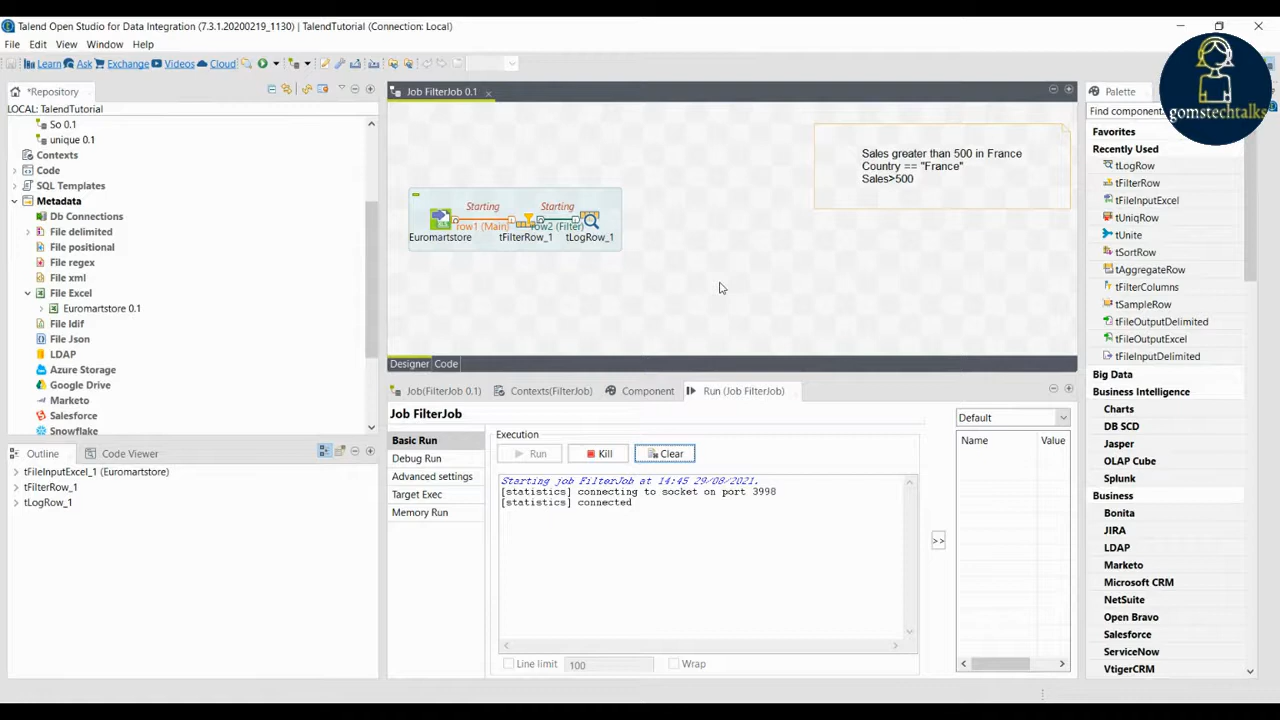 Talend Open Studio for Data Integration (7.3.1.20200219_1130) | TalendTutorial (Connection: Local)
File Edit View Window Help
Learn Ask Exchange Videos Cloud
gomstechtalks
*Repository
LOCAL: TalendTutorial
So 0.1
unique 0.1
Contexts
Code
SQL Templates
Metadata
Db Connections
File delimited
File positional
File regex
File xml
File Excel
Euromartstore 0.1
File ldif
File Json
LDAP
Azure Storage
Google Drive
Marketo
Salesforce
Snowflake
Outline Code Viewer
tFileInputExcel_1 (Euromartstore)
tFilterRow_1
tLogRow_1
Job FilterJob 0.1
Sales greater than 500 in France
Country == "France"
Sales>500
Starting Starting
row1 (Main) row2 (Filter)
Euromartstore tFilterRow_1 tLogRow_1
Designer Code
Job(FilterJob 0.1) Contexts(FilterJob) Component Run (Job FilterJob)
Job FilterJob
Basic Run
Debug Run
Advanced settings
Target Exec
Memory Run
Execution
Run Kill Clear
Starting job FilterJob at 14:45 29/08/2021.
[statistics] connecting to socket on port 3998
[statistics] connected
Line limit 100 Wrap
>>
Default
Name Value
Palette
Find component
Favorites
Recently Used
tLogRow
tFilterRow
tFileInputExcel
tUniqRow
tUnite
tSortRow
tAggregateRow
tFilterColumns
tSampleRow
tFileOutputDelimited
tFileOutputExcel
tFileInputDelimited
Big Data
Business Intelligence
Charts
DB SCD
Jasper
OLAP Cube
Splunk
Business
Bonita
JIRA
LDAP
Marketo
Microsoft CRM
NetSuite
Open Bravo
Salesforce
ServiceNow
VtigerCRM